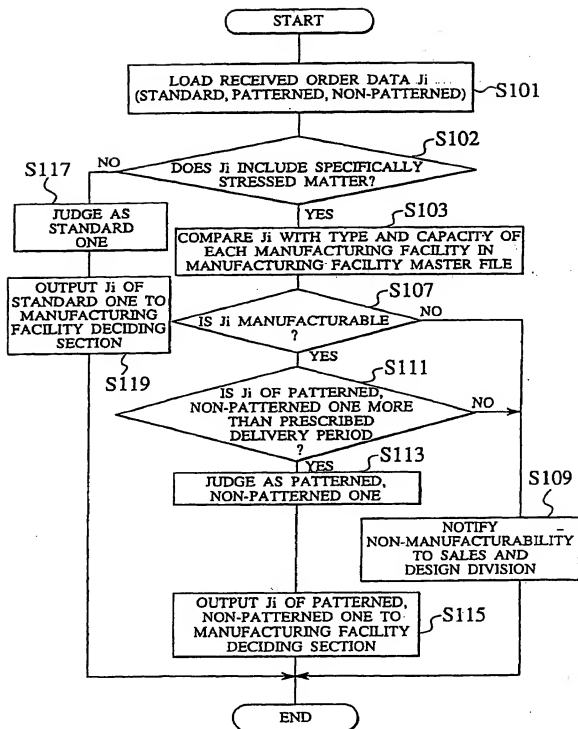 START
LOAD RECEIVED ORDER DATA Ji ....
(STANDARD, PATTERNED, NON-PATTERNED)
S101
S102
DOES Ji INCLUDE SPECIFICALLY
STRESSED MATTER?
NO
YES
S117
JUDGE AS
STANDARD
ONE
S103
COMPARE Ji WITH TYPE AND CAPACITY OF
EACH MANUFACTURING FACILITY IN
MANUFACTURING FACILITY MASTER FILE
OUTPUT Ji OF
STANDARD ONE TO
MANUFACTURING
FACILITY DECIDING
SECTION
S119
S107
IS Ji MANUFACTURABLE
?
NO
YES
S111
IS Ji OF PATTERNED,
NON-PATTERNED ONE MORE
THAN PRESCRIBED
DELIVERY PERIOD
?
NO
YES
S113
JUDGE AS PATTERNED,
NON-PATTERNED ONE
S109
NOTIFY
NON-MANUFACTURABILITY
TO SALES AND
DESIGN DIVISION
OUTPUT Ji OF PATTERNED,
NON-PATTERNED ONE TO
MANUFACTURING FACILITY
DECIDING SECTION
S115
END